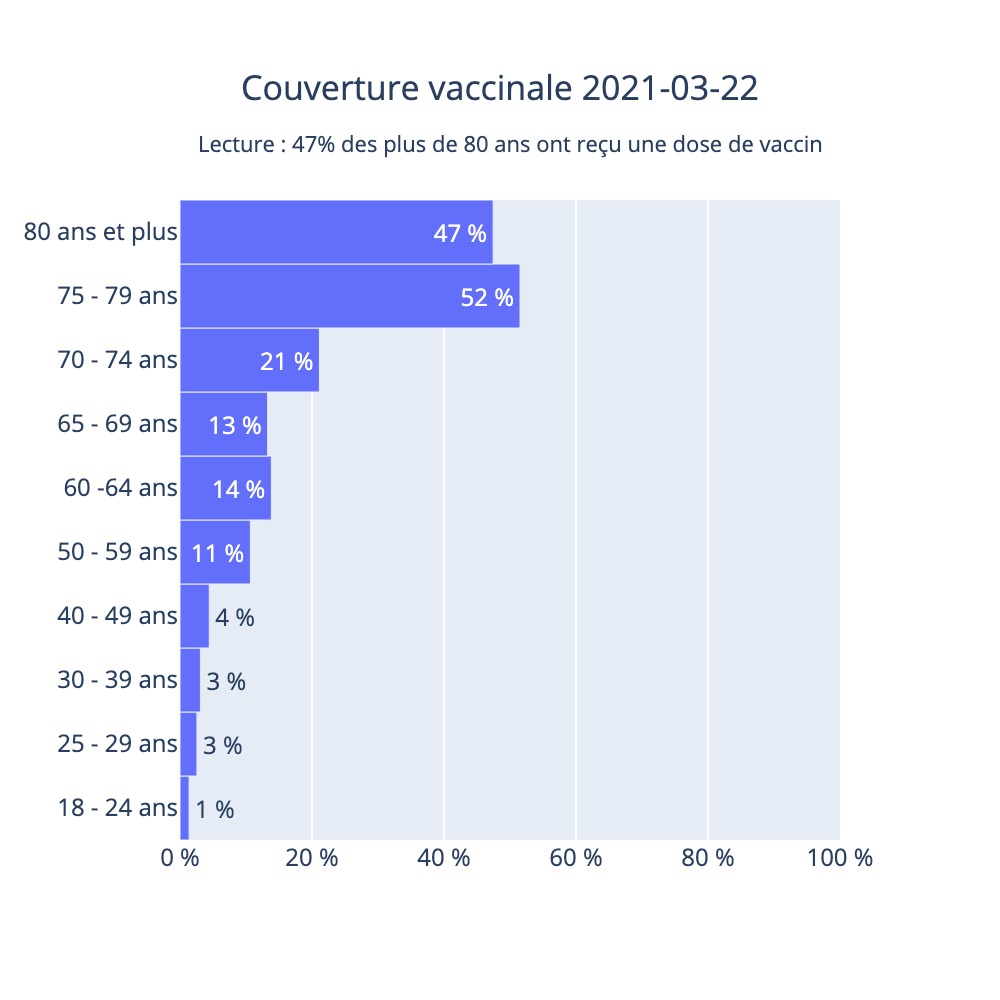 Couverture vaccinale 2021-03-22
Lecture : 47% des plus de 80 ans ont reçu une dose de vaccin
80 ans et plus 47 %
75 - 79 ans 52 %
70 - 74 ans 21 %
65 - 69 ans 13 %
60 -64 ans 14 %
50 - 59 ans 11 %
40 - 49 ans 4 %
30 - 39 ans 3 %
25 - 29 ans 3 %
18 - 24 ans 1 %
0 % 20 % 40 % 60 % 80 % 100 %